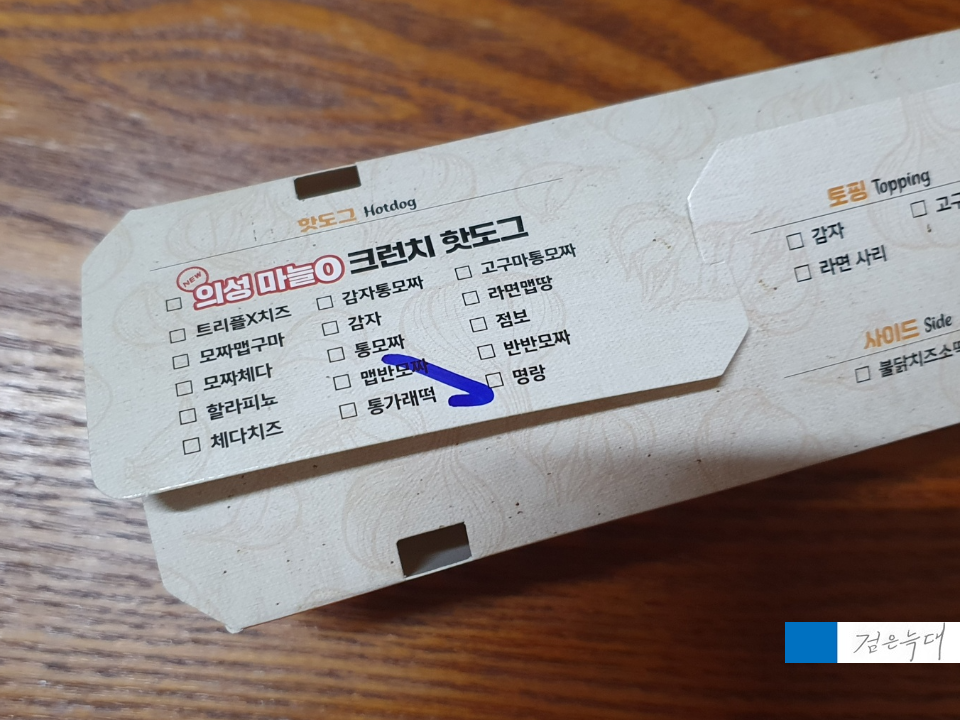 핫도그 Hotdog
☐ NEW 의성 마늘O 크런치 핫도그
☐ 트리플X치즈 ☐ 감자통모짜 ☐ 고구마통모짜
☐ 모짜맵구마 ☐ 감자 ☐ 라면맵땅
☐ 모짜체다 ☐ 통모짜 ☐ 점보
☐ 할라피뇨 ☐ 맵반모짜 ☐ 반반모짜
☐ 체다치즈 ☐ 통가래떡 ☐ 명랑
토핑 Topping
☐ 감자 ☐ 고구
☐ 라면 사리
사이드 Side
☐ 불닭치즈소떡
검은늑대